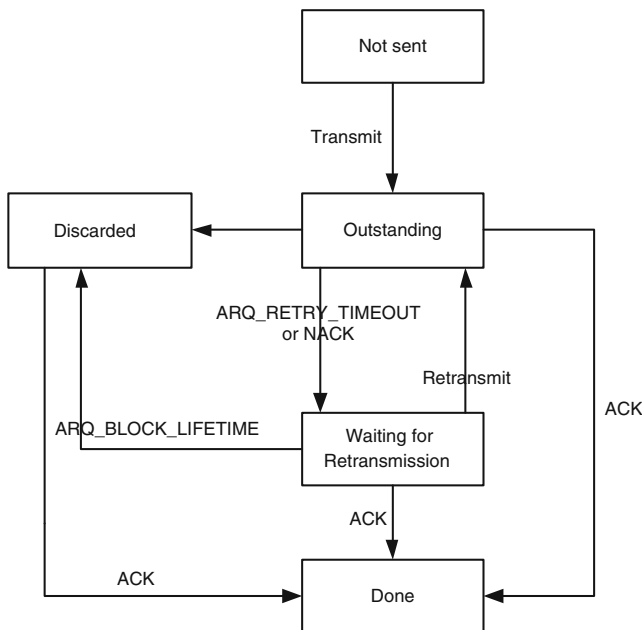 Not sent
Transmit
Discarded
Outstanding
ARQ_RETRY_TIMEOUT
or NACK
Retransmit
ACK
ARQ_BLOCK_LIFETIME
Waiting for
Retransmission
ACK
ACK
Done